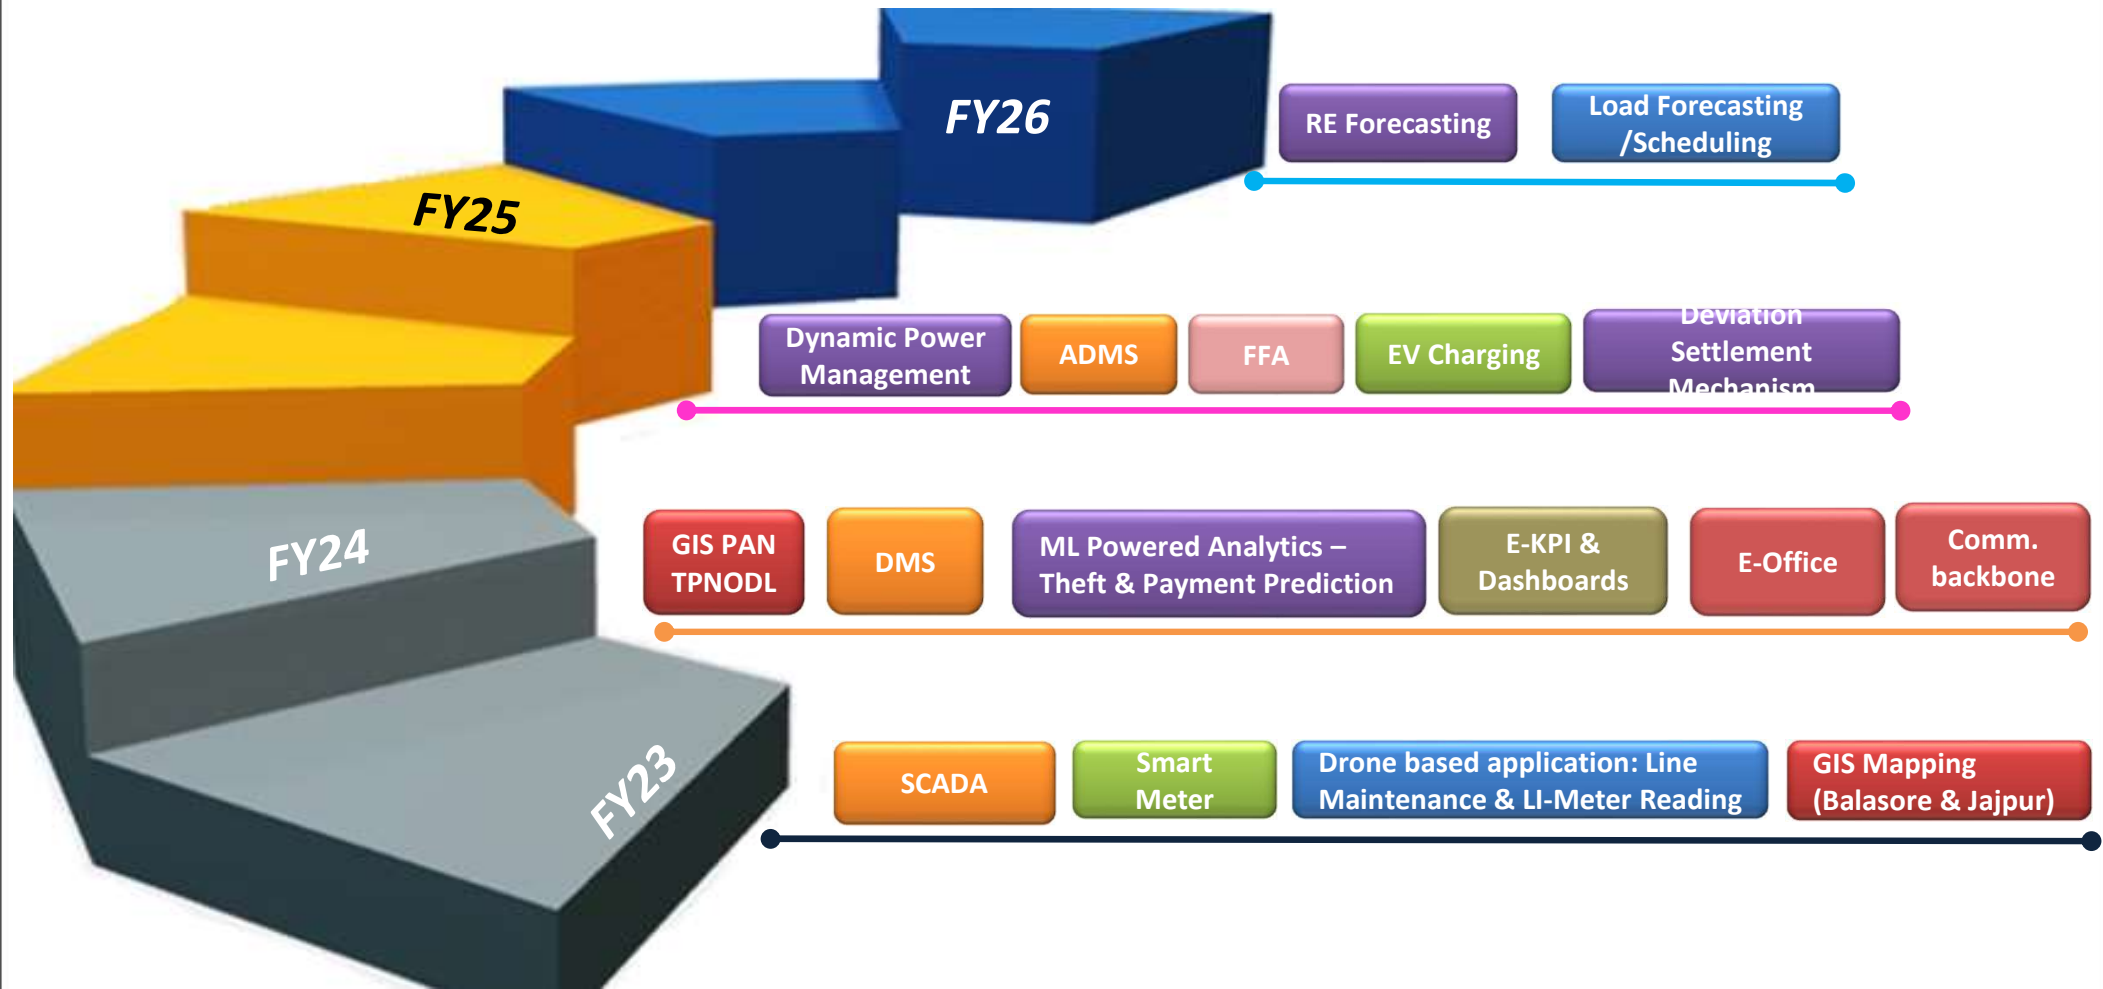 FY26
RE Forecasting
Load Forecasting
/Scheduling
FY25
Dynamic Power
Management
ADMS
FFA
EV Charging
Deviation
Settlement
Mechanism
FY24
GIS PAN
TPNODL
DMS
ML Powered Analytics –
Theft & Payment Prediction
E-KPI &
Dashboards
E-Office
Comm.
backbone
FY23
SCADA
Smart
Meter
Drone based application: Line
Maintenance & LI-Meter Reading
GIS Mapping
(Balasore & Jajpur)